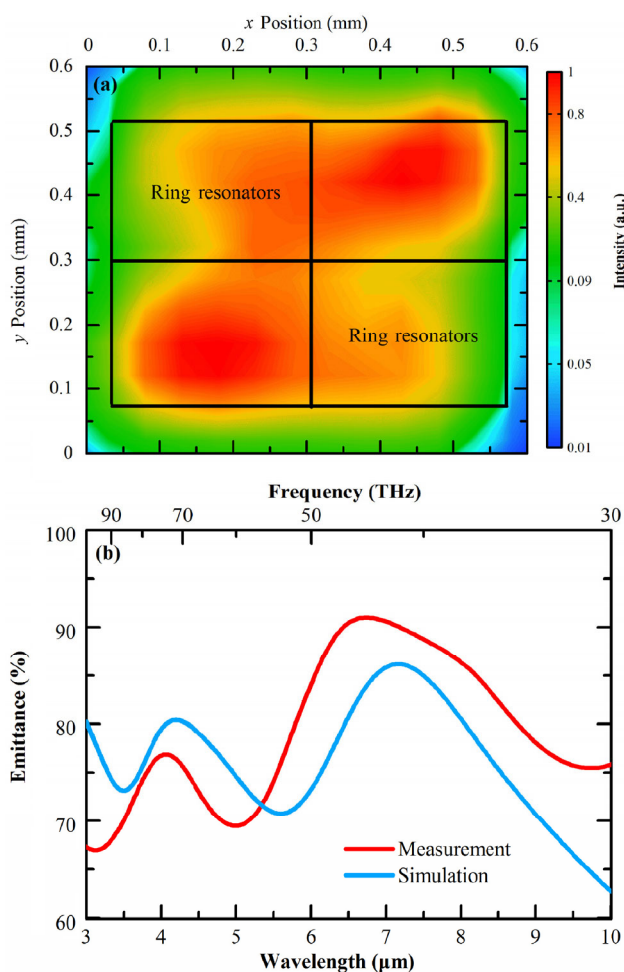 x Position (mm)
0 0.1 0.2 0.3 0.4 0.5 0.6
0.6
0.5
0.4
0.3
0.2
0.1
0
y Position (mm)
(a)
Ring resonators
Ring resonators
1
0.8
0.4
0.09
0.05
0.01
Intensity (a.u.)
Frequency (THz)
90 70 50 30
100
90
80
70
60
Emittance (%)
(b)
Measurement
Simulation
3 4 5 6 7 8 9 10
Wavelength (µm)